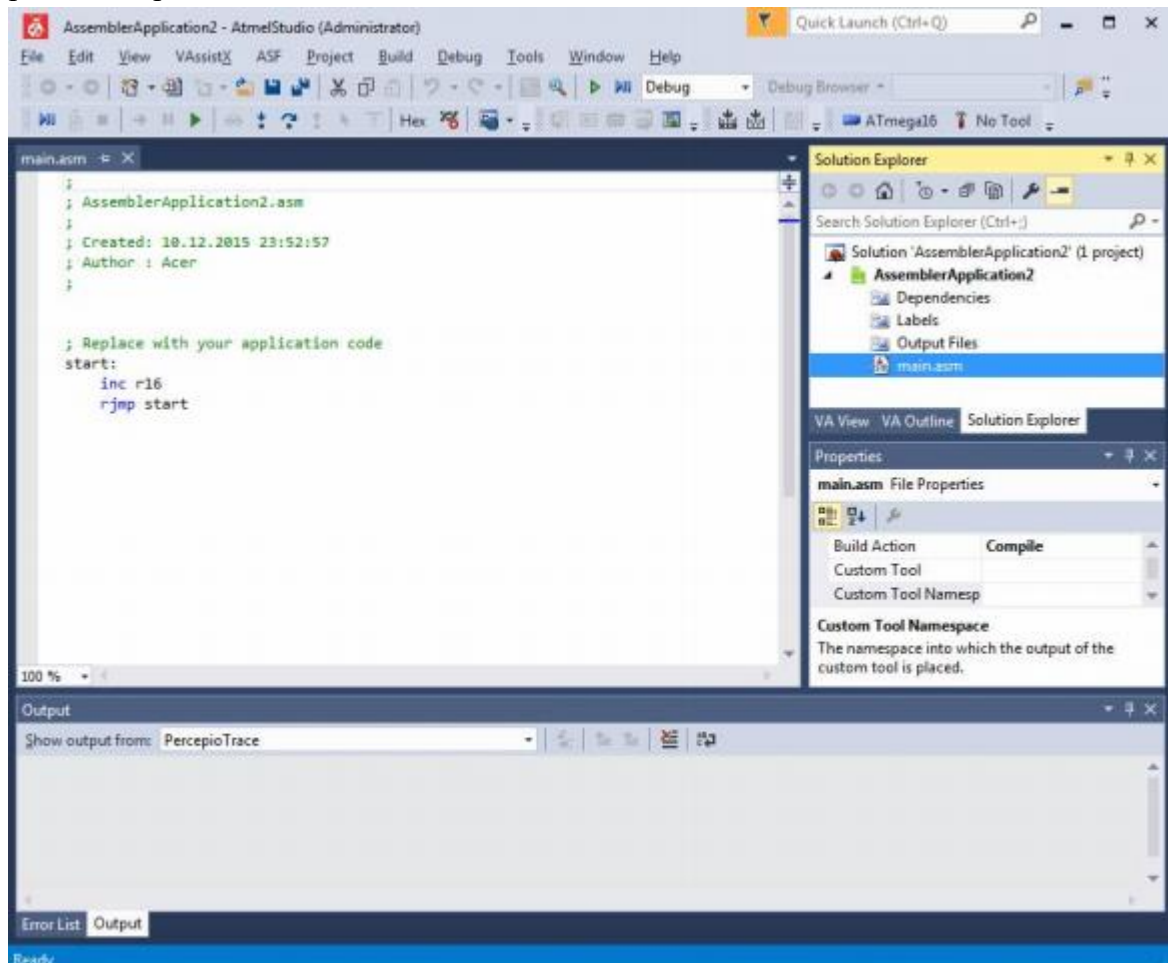 AssemblerApplication2 - AtmelStudio (Administrator)
Quick Launch (Ctrl+Q)
File Edit View VAssistX ASF Project Build Debug Tools Window Help
Debug
Debug Browser
Hex
ATmega16
No Tool
main.asm
;
; AssemblerApplication2.asm
;
; Created: 10.12.2015 23:52:57
; Author : Acer
;
; Replace with your application code
start:
inc r16
rjmp start
100 %
Solution Explorer
Search Solution Explorer (Ctrl+;)
Solution 'AssemblerApplication2' (1 project)
AssemblerApplication2
Dependencies
Labels
Output Files
main.asm
VA View VA Outline Solution Explorer
Properties
main.asm File Properties
Build Action Compile
Custom Tool
Custom Tool Namesp
Custom Tool Namespace
The namespace into which the output of the
custom tool is placed.
Output
Show output from: PercepioTrace
Error List Output
Ready